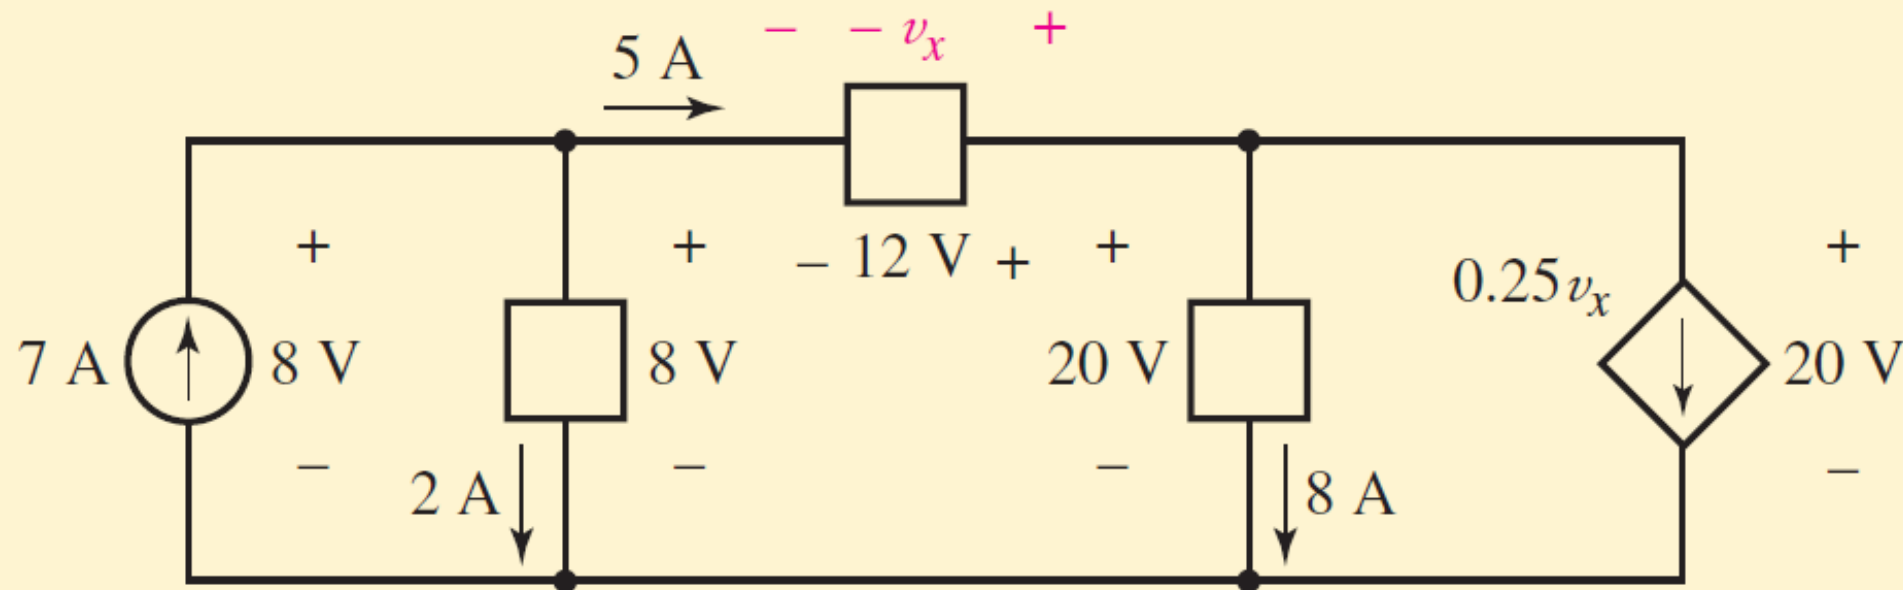 − − vₓ +
5 A
+ + − 12 V + + 0.25vₓ +
7 A 8 V 8 V 20 V 20 V
− 2 A − − 8 A −